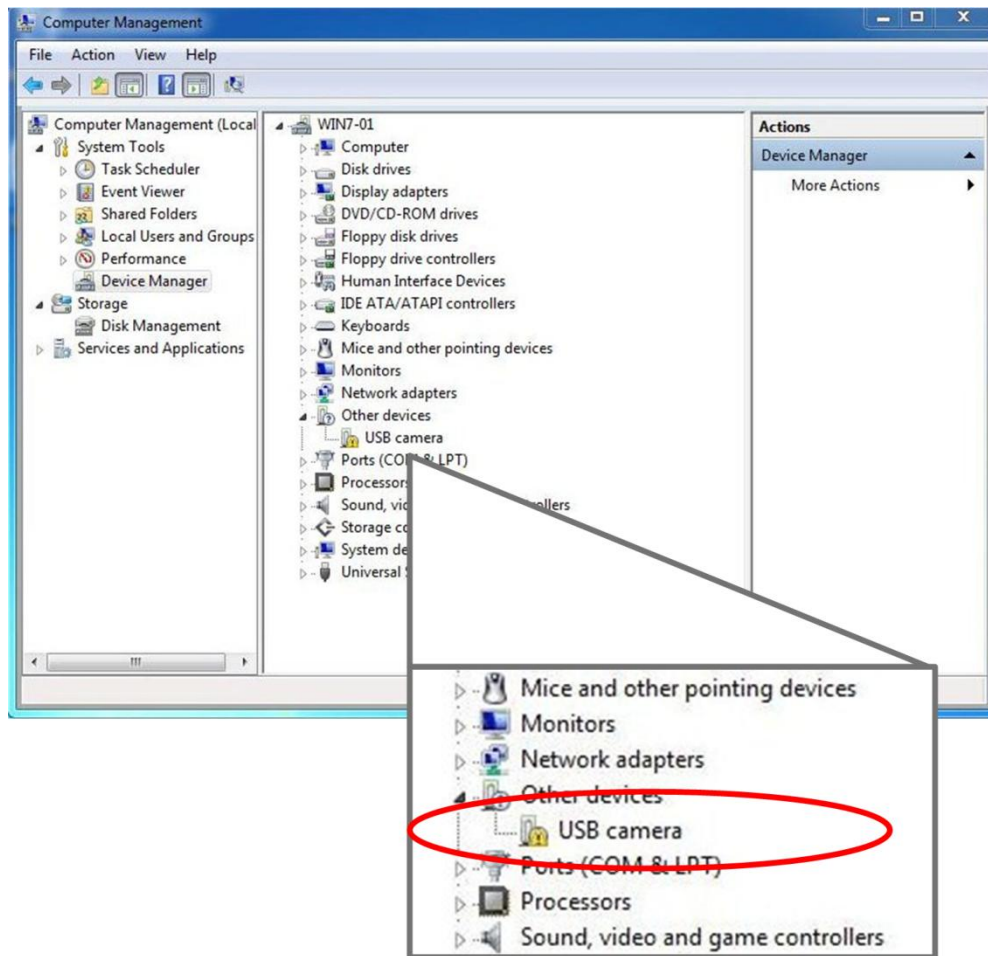 Computer Management
File Action View Help
Computer Management (Local
System Tools
Task Scheduler
Event Viewer
Shared Folders
Local Users and Groups
Performance
Device Manager
Storage
Disk Management
Services and Applications
WIN7-01
Computer
Disk drives
Display adapters
DVD/CD-ROM drives
Floppy disk drives
Floppy drive controllers
Human Interface Devices
IDE ATA/ATAPI controllers
Keyboards
Mice and other pointing devices
Monitors
Network adapters
Other devices
USB camera
Ports (COM & LPT)
Processors
Sound, vid ollers
Storage co
System de
Universal
Actions
Device Manager
More Actions
Mice and other pointing devices
Monitors
Network adapters
Other devices
USB camera
Ports (COM & LPT)
Processors
Sound, video and game controllers